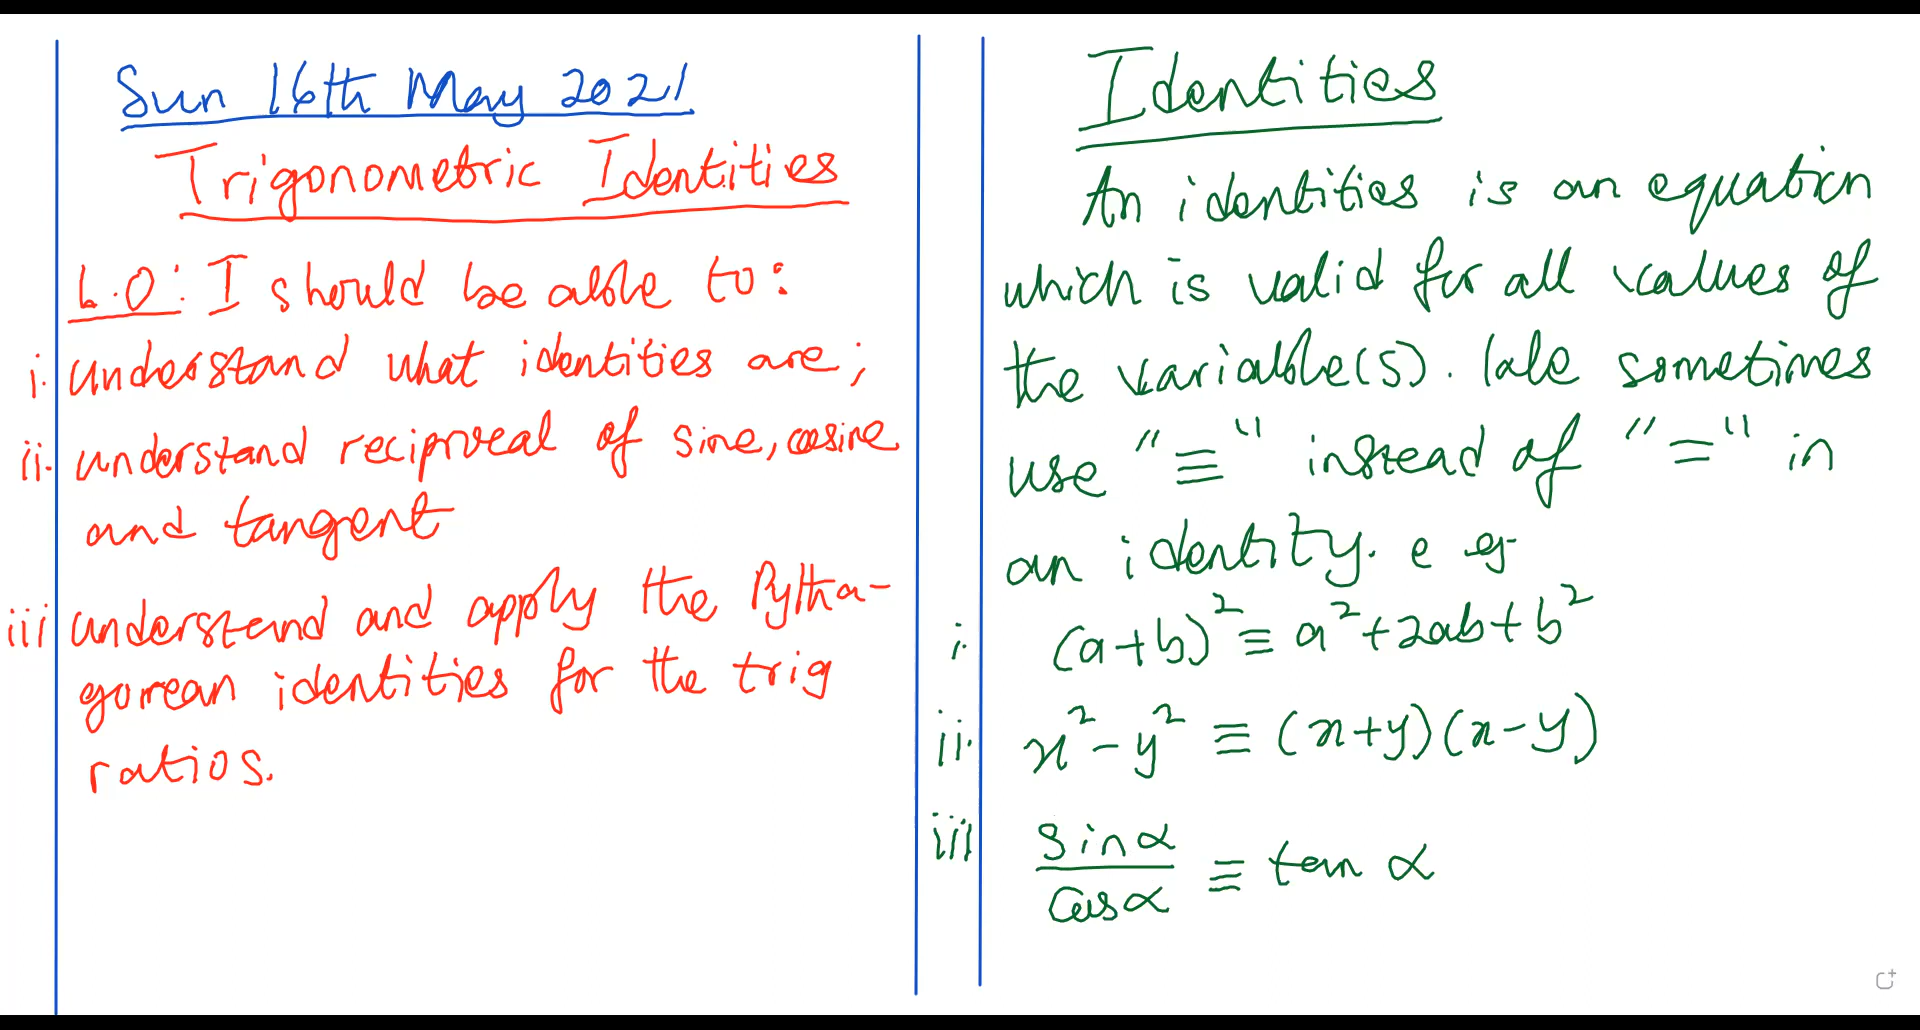 Sun 16th May 2021
Trigonometric Identities
L.O: I should be able to:
i. understand what identities are;
ii. understand reciprocal of sine, cosine
and tangent
iii understand and apply the Pytha-
gorean identities for the trig
ratios.
Identities
An identities is an equation
which is valid for all values of
the variable(s). We sometimes
use "≡" instead of "=" in
an identity. e eg
i. (a+b)² ≡ a²+2ab+b²
ii. x²-y² ≡ (x+y)(x-y)
iii sinα/cosα ≡ tan α